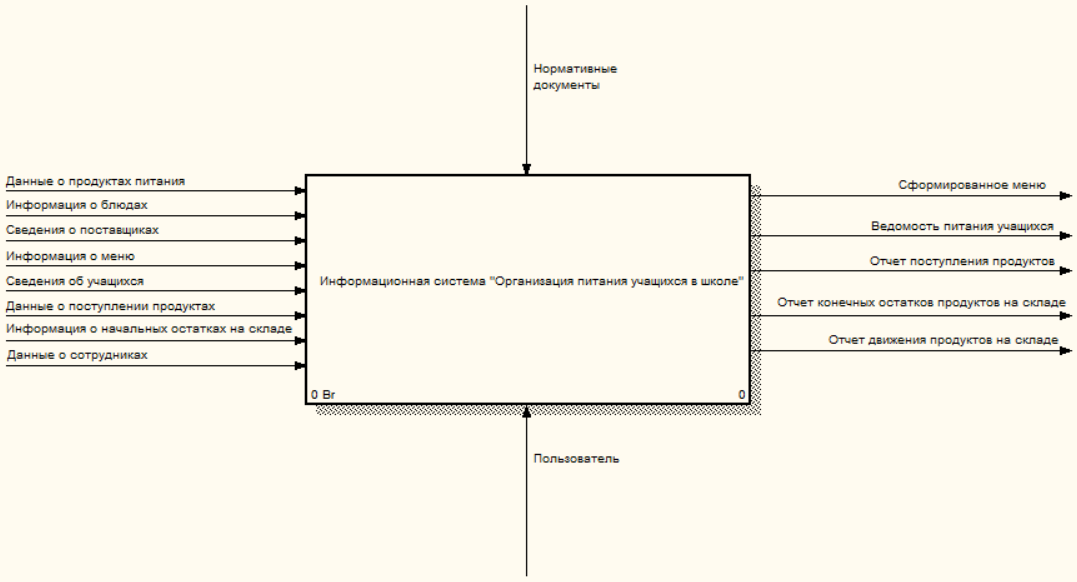 Нормативные
документы
Данные о продуктах питания
Информация о блюдах
Сведения о поставщиках
Информация о меню
Сведения об учащихся
Данные о поступлении продуктах
Информация о начальных остатках на складе
Данные о сотрудниках
Информационная система "Организация питания учащихся в школе"
0 Br
0
Сформированное меню
Ведомость питания учащихся
Отчет поступления продуктов
Отчет конечных остатков продуктов на складе
Отчет движения продуктов на складе
Пользователь